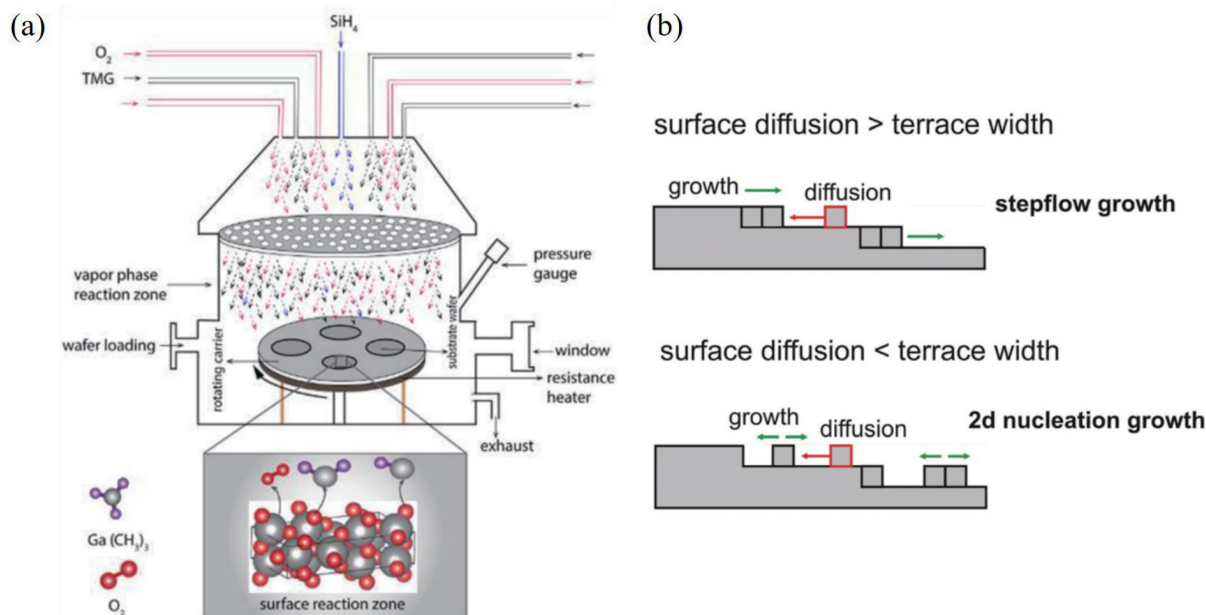 (a)
SiH4
O2
TMG
vapor phase
reaction zone
pressure
gauge
wafer loading
rotating carrier
substrate wafer
window
resistance
heater
exhaust
Ga (CH3)3
O2
surface reaction zone
(b)
surface diffusion > terrace width
growth
diffusion
stepflow growth
surface diffusion < terrace width
growth
diffusion
2d nucleation growth